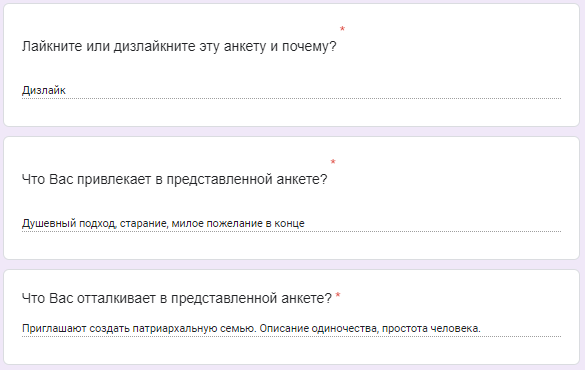 Лайкните или дизлайкните эту анкету и почему? *
Дизлайк
Что Вас привлекает в представленной анкете? *
Душевный подход, старание, милое пожелание в конце
Что Вас отталкивает в представленной анкете? *
Приглашают создать патриархальную семью. Описание одиночества, простота человека.